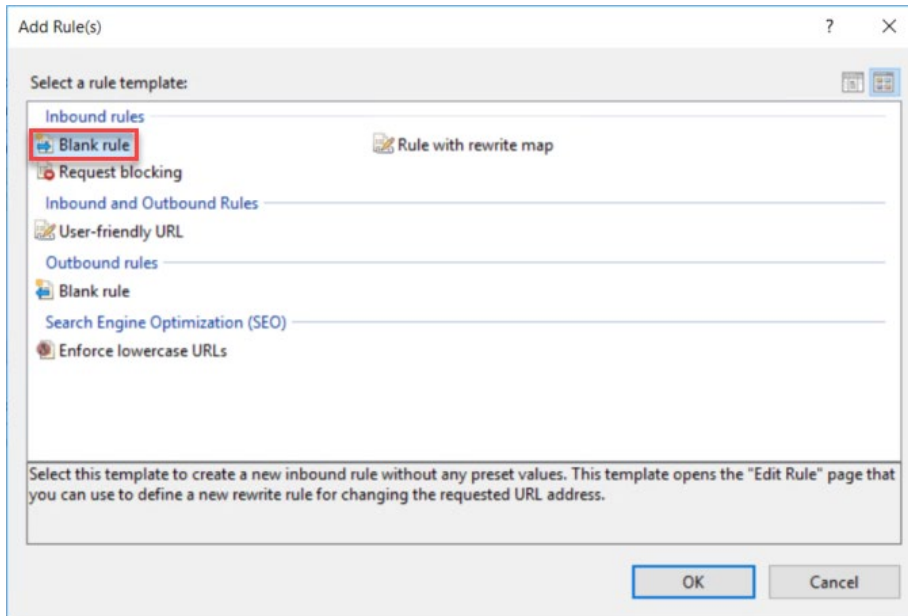 Add Rule(s)
Select a rule template:
Inbound rules
Blank rule
Rule with rewrite map
Request blocking
Inbound and Outbound Rules
User-friendly URL
Outbound rules
Blank rule
Search Engine Optimization (SEO)
Enforce lowercase URLs
Select this template to create a new inbound rule without any preset values. This template opens the "Edit Rule" page that
you can use to define a new rewrite rule for changing the requested URL address.
OK
Cancel